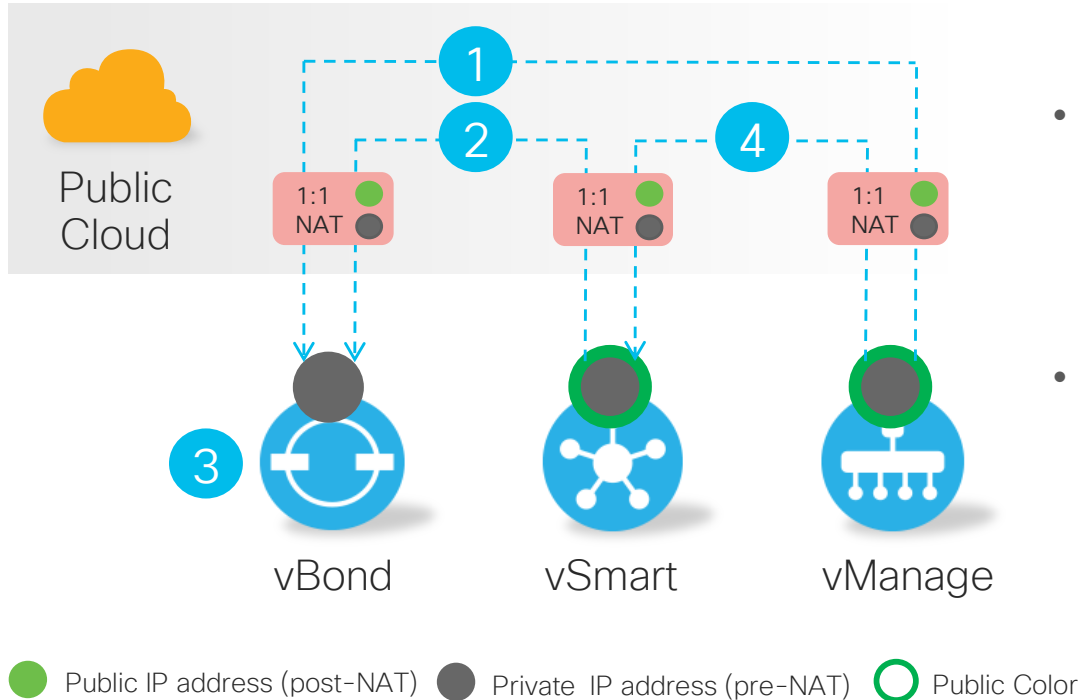 1
2
4
Public
Cloud
1:1
NAT
1:1
NAT
1:1
NAT
3
vBond
vSmart
vManage
Public IP address (post-NAT)
Private IP address (pre-NAT)
Public Color